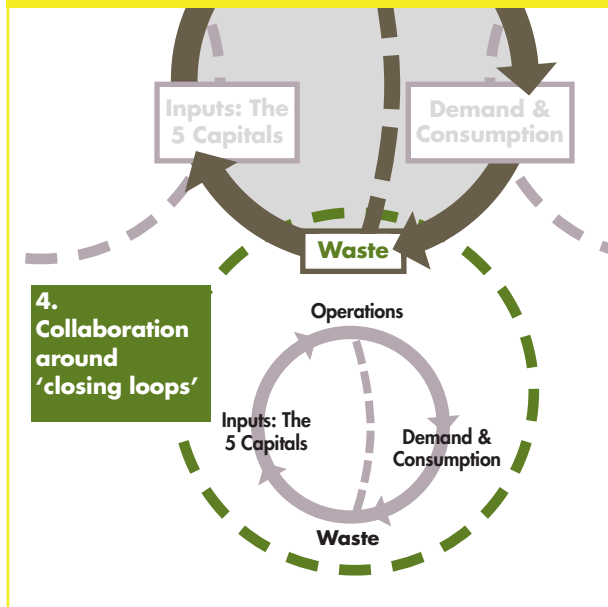 Inputs: The
5 Capitals
Demand &
Consumption
Waste
4.
Collaboration
around
‘closing loops’
Operations
Inputs: The
5 Capitals
Demand &
Consumption
Waste